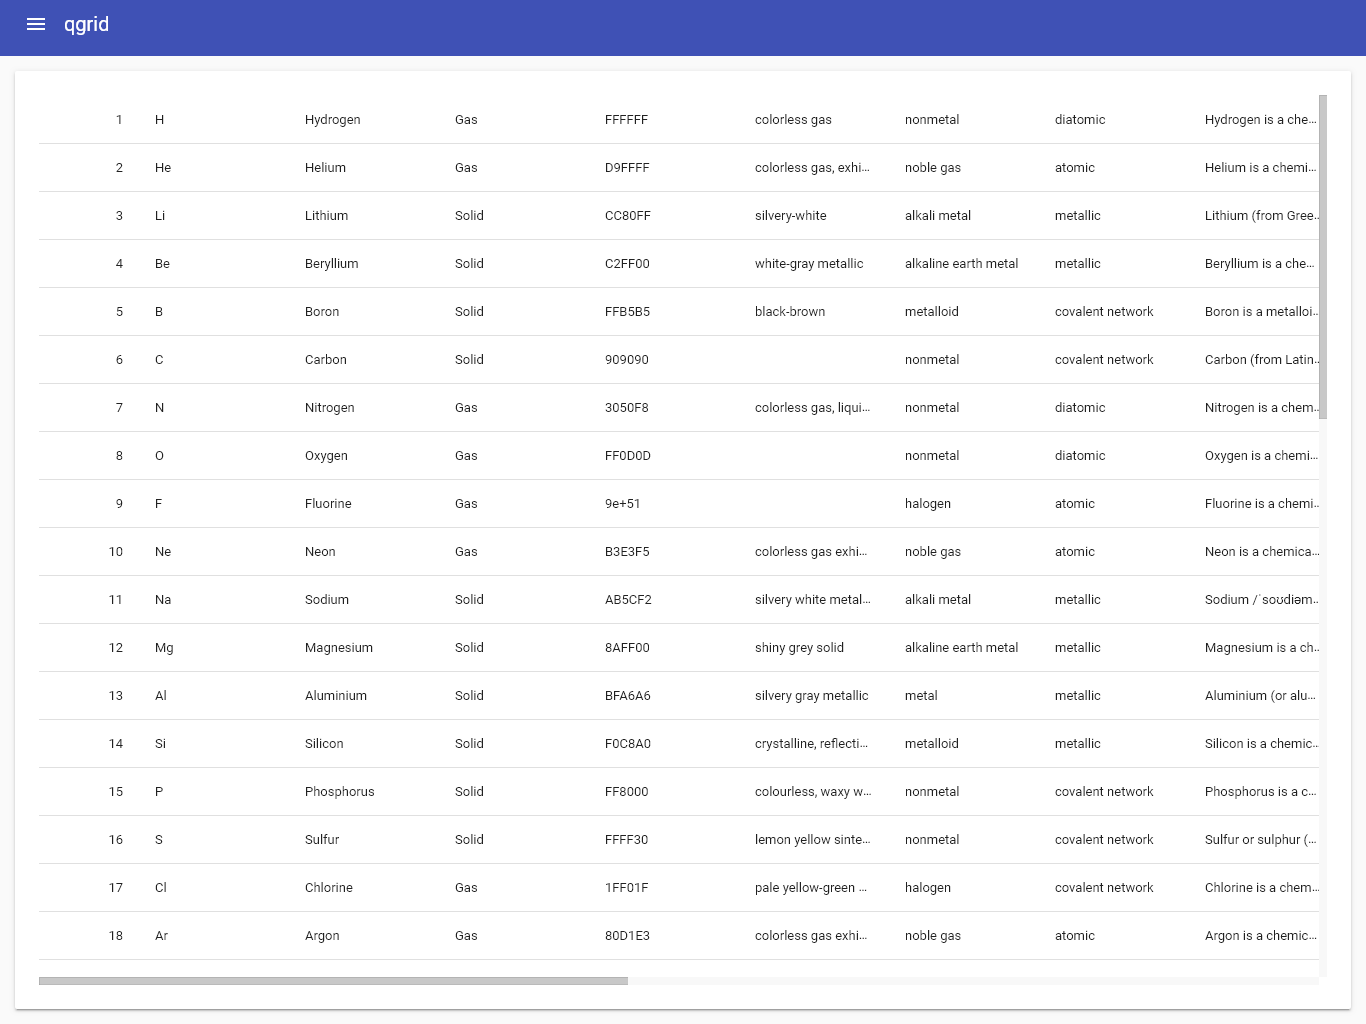 qgrid
1 H Hydrogen Gas FFFFFF colorless gas nonmetal diatomic Hydrogen is a che...
2 He Helium Gas D9FFFF colorless gas, exhi... noble gas atomic Helium is a chemi...
3 Li Lithium Solid CC80FF silvery-white alkali metal metallic Lithium (from Gree...
4 Be Beryllium Solid C2FF00 white-gray metallic alkaline earth metal metallic Beryllium is a che...
5 B Boron Solid FFB5B5 black-brown metalloid covalent network Boron is a metalloi...
6 C Carbon Solid 909090 nonmetal covalent network Carbon (from Latin...
7 N Nitrogen Gas 3050F8 colorless gas, liqui... nonmetal diatomic Nitrogen is a chem...
8 O Oxygen Gas FF0D0D nonmetal diatomic Oxygen is a chemi...
9 F Fluorine Gas 9e+51 halogen atomic Fluorine is a chemi...
10 Ne Neon Gas B3E3F5 colorless gas exhi... noble gas atomic Neon is a chemica...
11 Na Sodium Solid AB5CF2 silvery white metal... alkali metal metallic Sodium /ˈsoʊdiəm...
12 Mg Magnesium Solid 8AFF00 shiny grey solid alkaline earth metal metallic Magnesium is a ch...
13 Al Aluminium Solid BFA6A6 silvery gray metallic metal metallic Aluminium (or alu...
14 Si Silicon Solid F0C8A0 crystalline, reflecti... metalloid metallic Silicon is a chemic...
15 P Phosphorus Solid FF8000 colourless, waxy w... nonmetal covalent network Phosphorus is a c...
16 S Sulfur Solid FFFF30 lemon yellow sinte... nonmetal covalent network Sulfur or sulphur (...
17 Cl Chlorine Gas 1FF01F pale yellow-green ... halogen covalent network Chlorine is a chem...
18 Ar Argon Gas 80D1E3 colorless gas exhi... noble gas atomic Argon is a chemic...